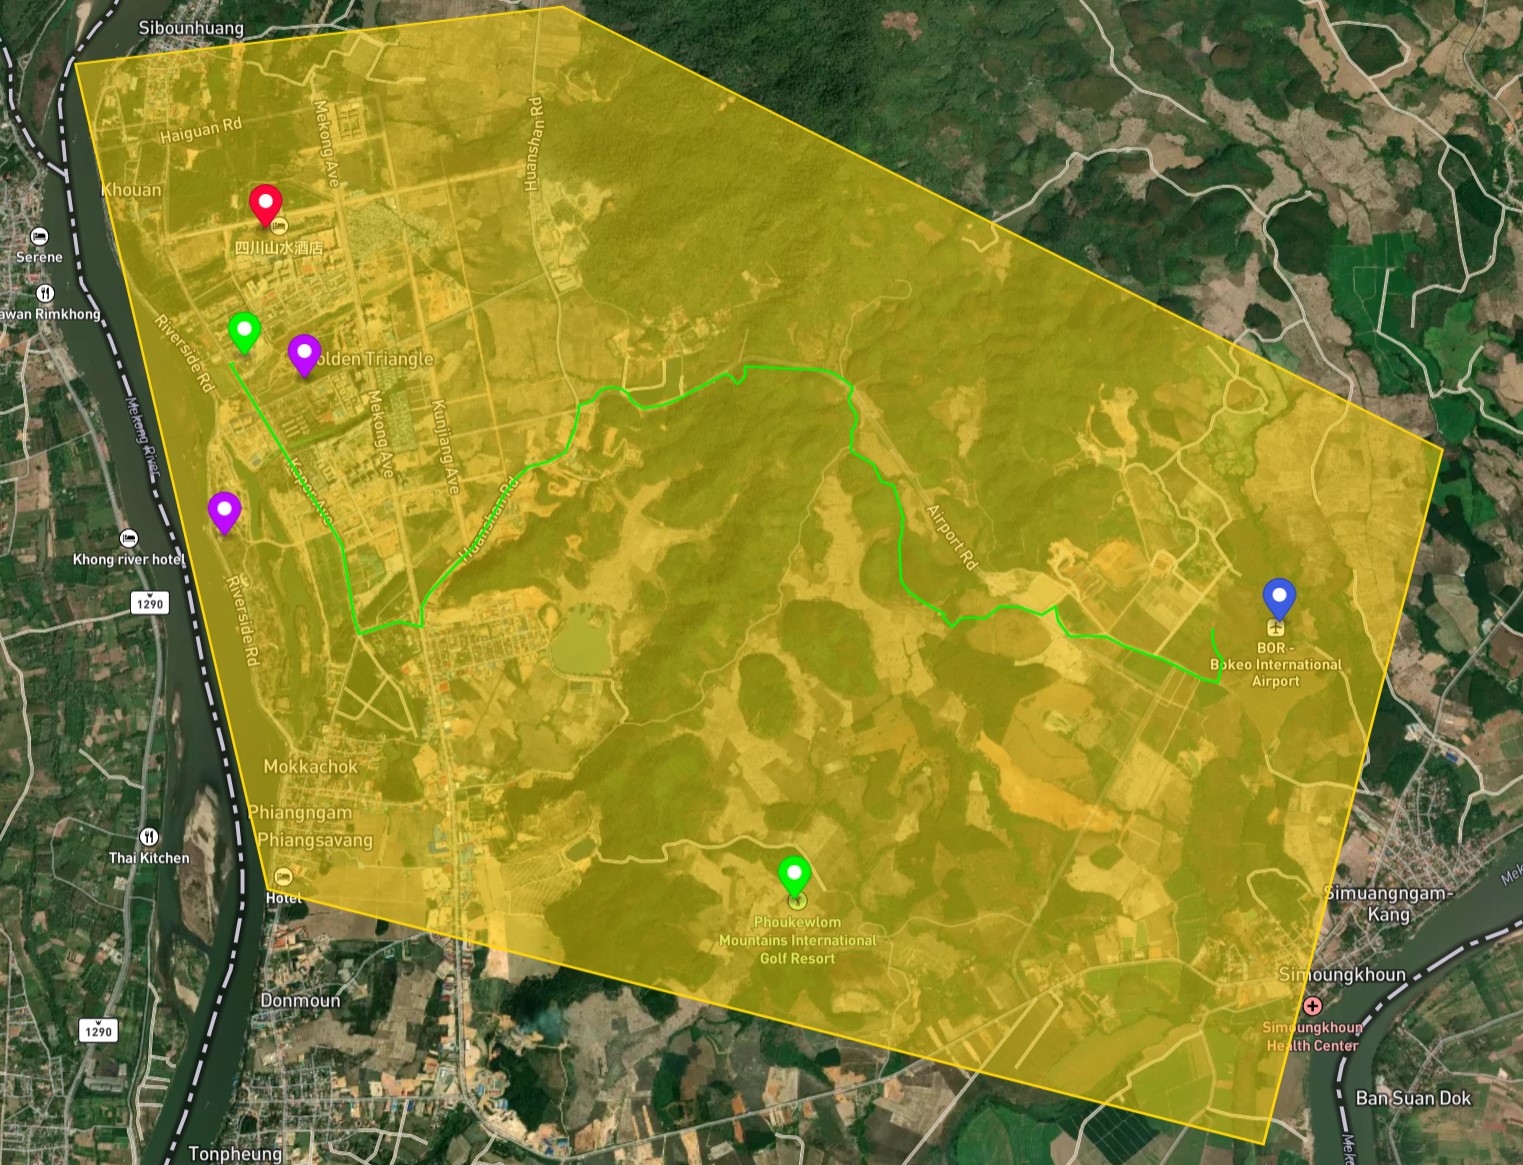 Sibounhuang
Haiguan Rd
Mekong Ave
Huanshan Rd
Khouan
四川山水酒店
Serene
awan Rimkhong
Riverside Rd
olden Triangle
Mekong River
Mekong Ave
Kunjiang Ave
Kapok Ave
Huanshan Rd
Airport Rd
Khong river hotel
1290
Riverside Rd
BOR -
Bokeo International
Airport
Mokkachok
Phiangngam
Phiangsavang
Thai Kitchen
Hotel
Phoukewlom
Mountains International
Golf Resort
Simuangngam-
Kang
Mek
Simoungkhoun
Donmoun
1290
Simoungkhoun
Health Center
Ban Suan Dok
Tonpheung
Mek